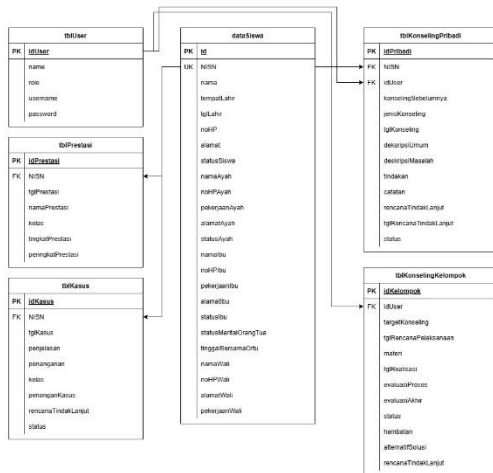 tblUser
PK idUser
name
role
username
password
tblPrestasi
PK idPrestasi
FK NISN
tglPrestasi
namaPrestasi
kelas
tingkatPrestasi
peringkatPrestasi
tblKasus
PK idKasus
FK NISN
tglKasus
penjelasan
penanganan
kelas
penanganKasus
rencanaTindakLanjut
status
dataSiswa
PK id
UK NISN
nama
tempatLahir
tglLahir
noHP
alamat
statusSiswa
namaAyah
noHPAyah
pekerjaanAyah
alamatAyah
statusAyah
namaIbu
noHPIbu
pekerjaanIbu
alamatIbu
statusIbu
statusMaritalOrangTua
tinggalBersamaOrtu
namaWali
noHPWali
alamatWali
pekerjaanWali
tblKonselingPribadi
PK idPribadi
FK NISN
FK idUser
konselingSebelumnya
jenisKonseling
tglKonseling
deksripsiUmum
deskripsiMasalah
tindakan
catatan
rencanaTindakLanjut
tglRencanaTindakLanjut
status
tblKonselingKelompok
PK idKelompok
FK idUser
targetKonseling
tglRencanaPelaksanaan
materi
tglRealisasi
evaluasiProses
evaluasiAkhir
status
hambatan
alternatifSolusi
rencanaTindakLanjut